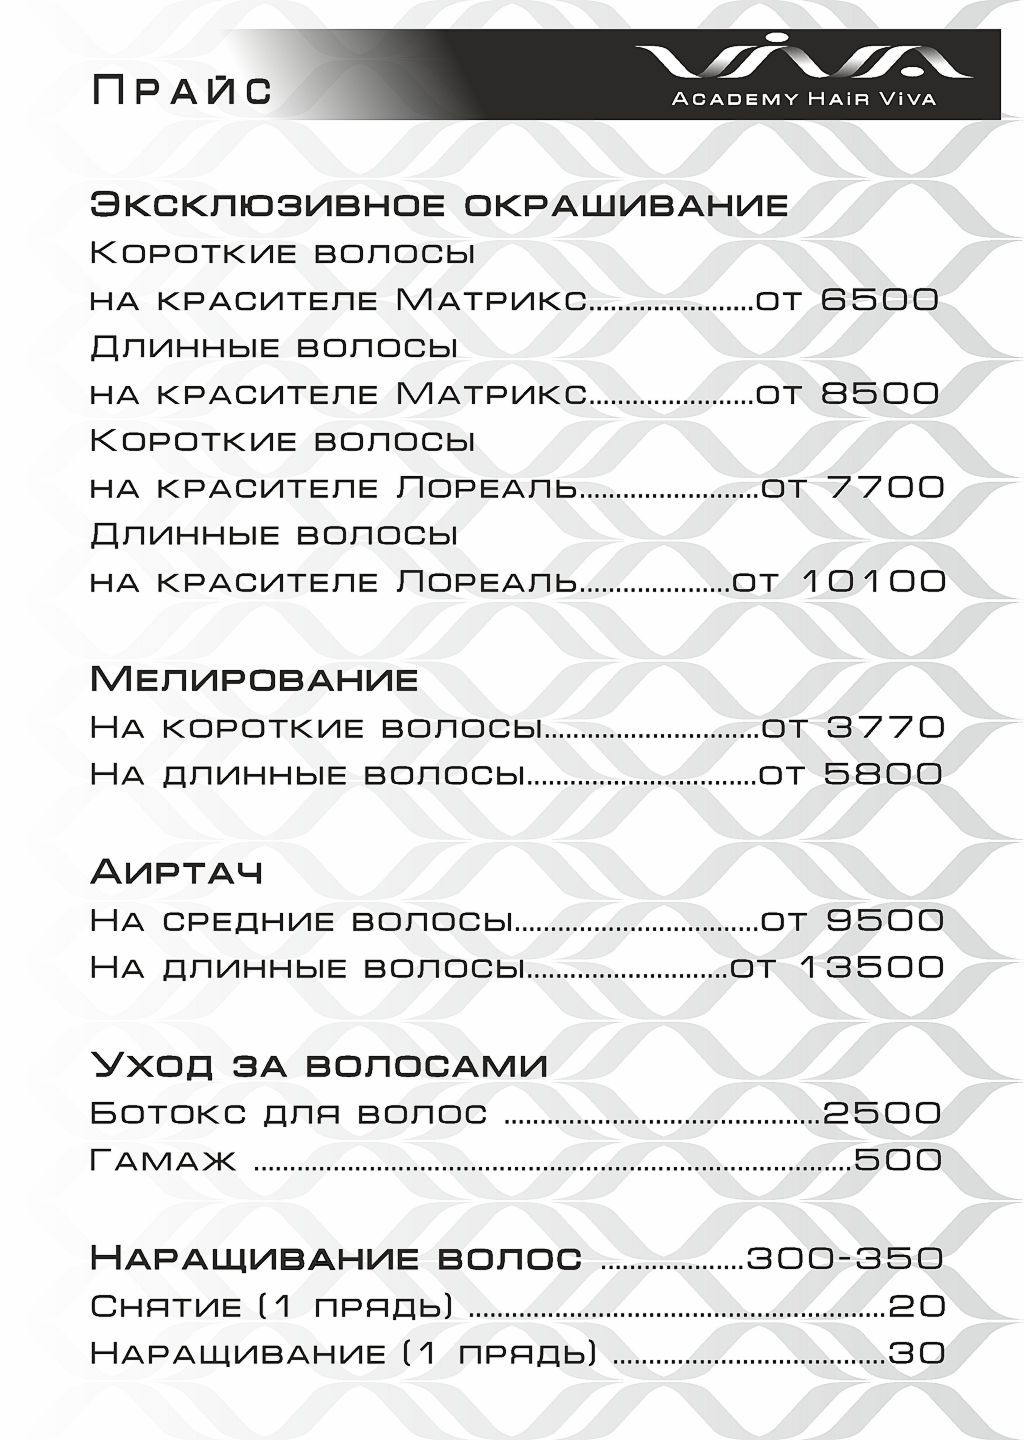 Прайс
ViVA
Academy Hair Viva
Эксклюзивное окрашивание
Короткие волосы
на красителе Матрикс.......................от 6500
Длинные волосы
на красителе Матрикс.......................от 8500
Короткие волосы
на красителе Лореаль.........................от 7700
Длинные волосы
на красителе Лореаль.....................от 10100
Мелирование
На короткие волосы..............................от 3770
На длинные волосы................................от 5800
Аиртач
На средние волосы..................................от 9500
На длинные волосы............................от 13500
Уход за волосами
Ботокс для волос ............................................2500
Гамаж ...................................................................................500
Наращивание волос ....................300-350
Снятие (1 прядь) ..........................................................20
Наращивание (1 прядь) ......................................30